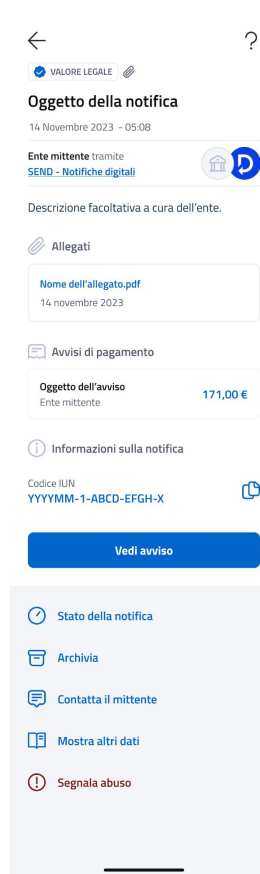 ?
VALORE LEGALE
Oggetto della notifica
14 Novembre 2023 - 05:08
Ente mittente tramite
SEND - Notifiche digitali
Descrizione facoltativa a cura dell'ente.
Allegati
Nome dell'allegato.pdf
14 novembre 2023
Avvisi di pagamento
Oggetto dell'avviso
Ente mittente
171,00 €
Informazioni sulla notifica
Codice IUN
YYYYMM-1-ABCD-EFGH-X
Vedi avviso
Stato della notifica
Archivia
Contatta il mittente
Mostra altri dati
Segnala abuso